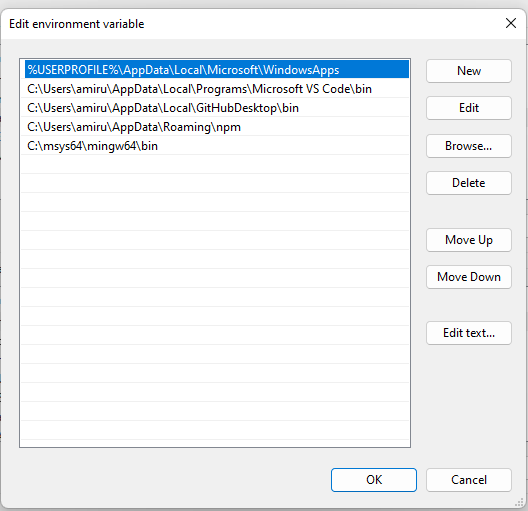 Edit environment variable
%USERPROFILE%\AppData\Local\Microsoft\WindowsApps
C:\Users\amiru\AppData\Local\Programs\Microsoft VS Code\bin
C:\Users\amiru\AppData\Local\GitHubDesktop\bin
C:\Users\amiru\AppData\Roaming\npm
C:\msys64\mingw64\bin
New
Edit
Browse...
Delete
Move Up
Move Down
Edit text...
OK
Cancel